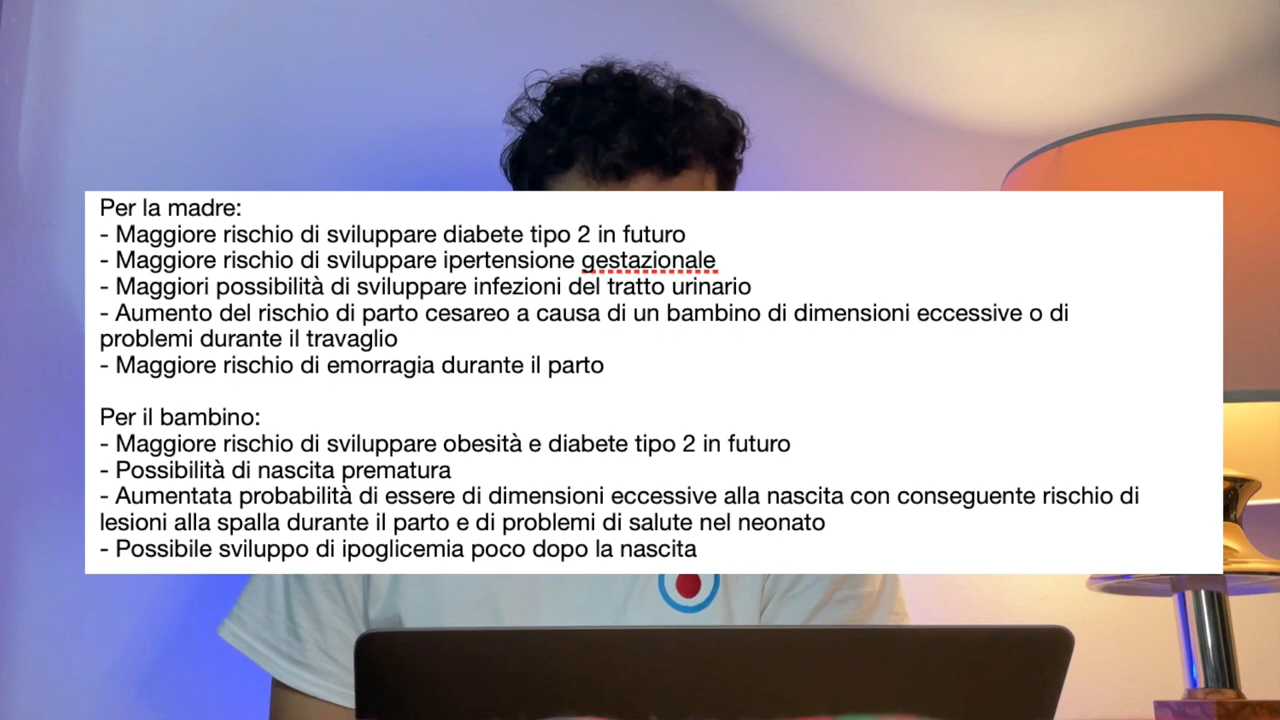 Per la madre:
- Maggiore rischio di sviluppare diabete tipo 2 in futuro
- Maggiore rischio di sviluppare ipertensione gestazionale
- Maggiori possibilità di sviluppare infezioni del tratto urinario
- Aumento del rischio di parto cesareo a causa di un bambino di dimensioni eccessive o di
problemi durante il travaglio
- Maggiore rischio di emorragia durante il parto
Per il bambino:
- Maggiore rischio di sviluppare obesità e diabete tipo 2 in futuro
- Possibilità di nascita prematura
- Aumentata probabilità di essere di dimensioni eccessive alla nascita con conseguente rischio di
lesioni alla spalla durante il parto e di problemi di salute nel neonato
- Possibile sviluppo di ipoglicemia poco dopo la nascita